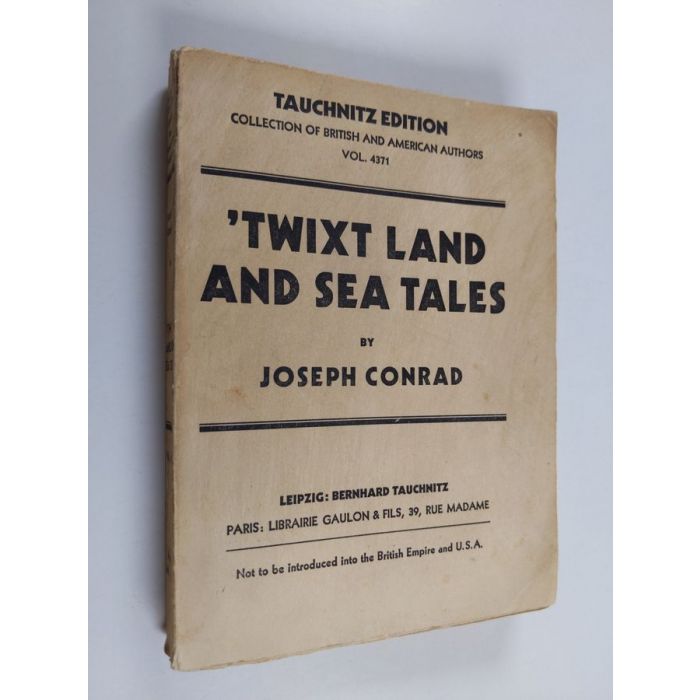 TAUCHNITZ EDITION
COLLECTION OF BRITISH AND AMERICAN AUTHORS
VOL. 4371
'TWIXT LAND
AND SEA TALES
BY
JOSEPH CONRAD
LEIPZIG: BERNHARD TAUCHNITZ
PARIS: LIBRAIRIE GAULON & FILS, 39, RUE MADAME
Not to be introduced into the British Empire and U.S.A.